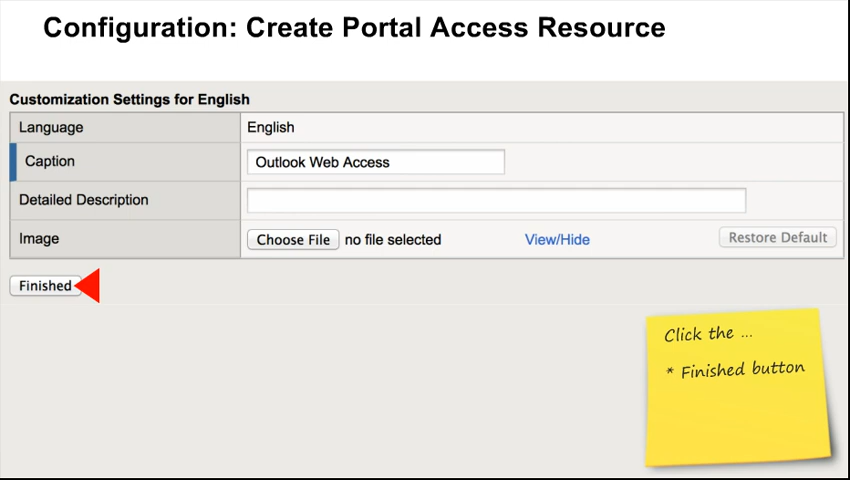 Configuration: Create Portal Access Resource
Customization Settings for English
Language English
Caption Outlook Web Access
Detailed Description
Image Choose File no file selected View/Hide Restore Default
Finished
Click the ...
* Finished button